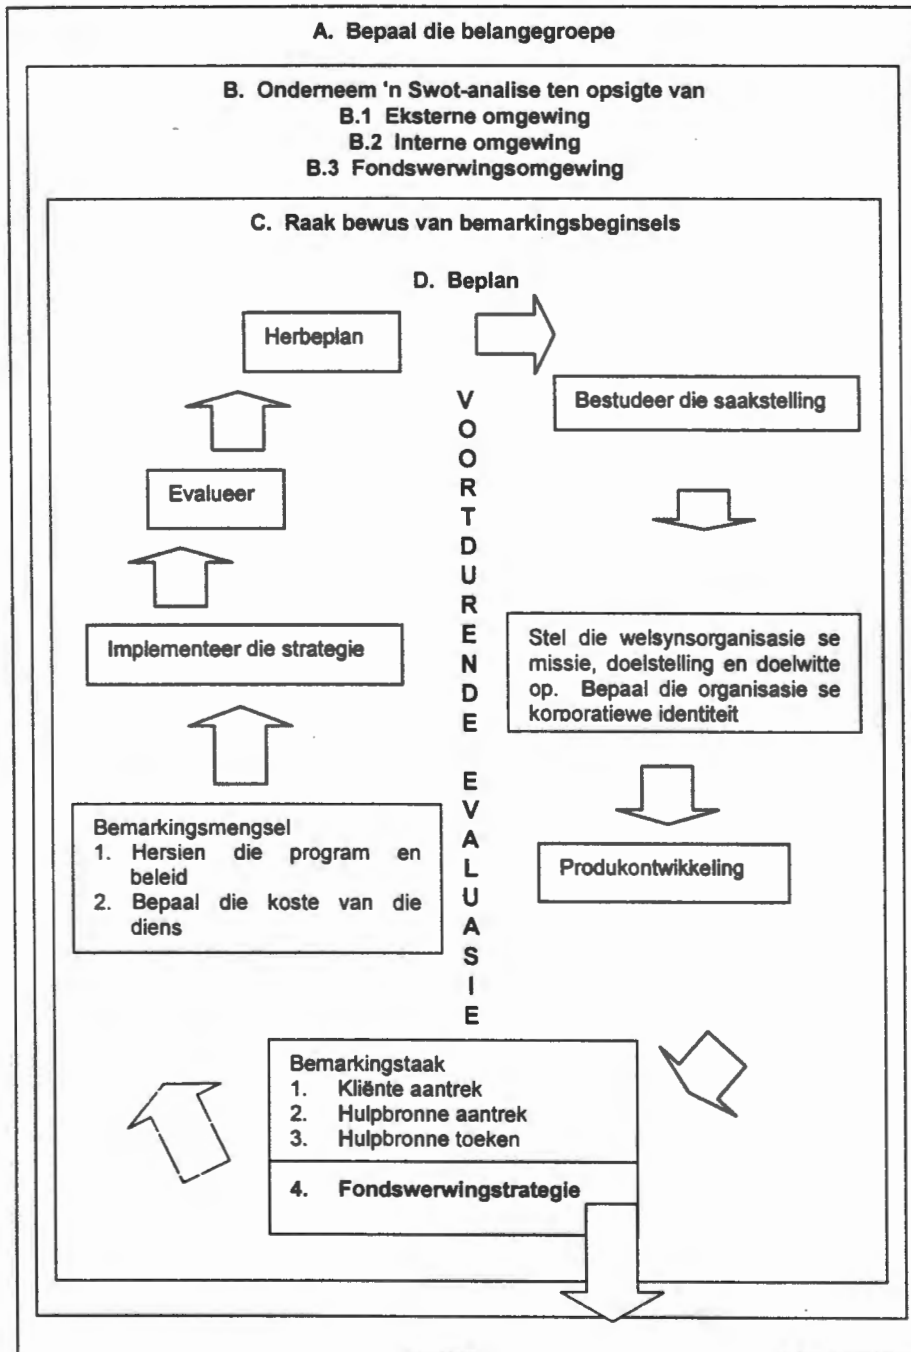 A. Bepaal die belangegroepe
B. Onderneem 'n Swot-analise ten opsigte van
B.1 Eksterne omgewing
B.2 Interne omgewing
B.3 Fondswerwingsomgewing
C. Raak bewus van bemarkingsbeginsels
D. Beplan
Herbeplan
Bestudeer die saakstelling
Evalueer
Implementeer die strategie
Stel die welsynsorganisasie se
missie, doelstelling en doelwitte
op. Bepaal die organisasie se
korporatiewe identiteit
Bemarkingsmengsel
1. Hersien die program en
beleid
2. Bepaal die koste van die
diens
Produkontwikkeling
VOORTDURENDE EVALUASIE
Bemarkingstaak
1. Kliënte aantrek
2. Hulpbronne aantrek
3. Hulpbronne toeken
4. Fondswerwingstrategie